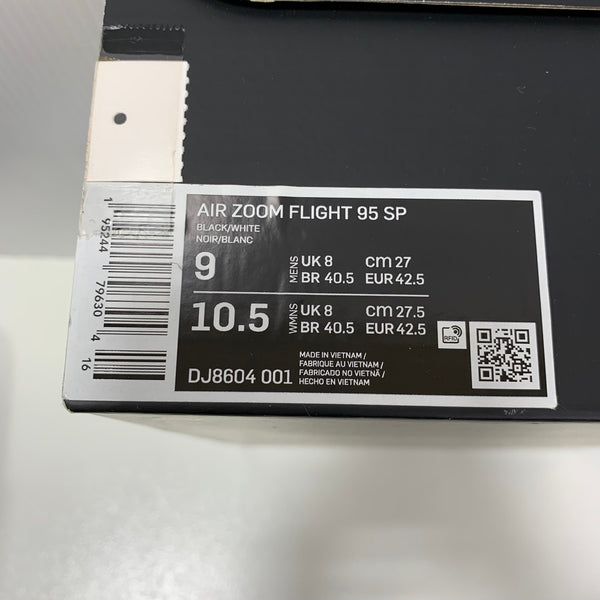 AIR ZOOM FLIGHT 95 SP
BLACK/WHITE
NOIR/BLANC
9 MENS UK 8 cm 27
BR 40.5 EUR 42.5
10.5 WMNS UK 8 cm 27.5
BR 40.5 EUR 42.5
RFID
MADE IN VIETNAM /
FABRIQUE AU VIETNAM /
FABRICADO NO VIETNÃ /
HECHO EN VIETNAM
DJ8604 001
1 95244 79630 4 16